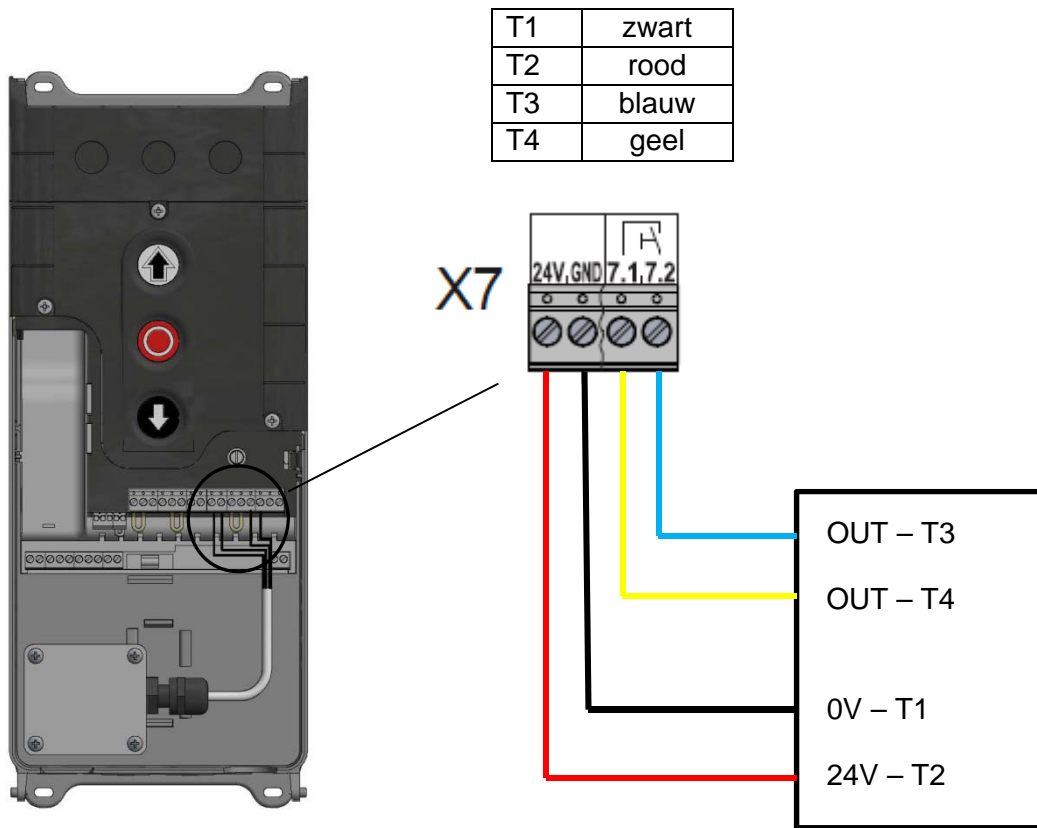 T1 zwart
T2 rood
T3 blauw
T4 geel
X7
24V GND 7.1 7.2
OUT – T3
OUT – T4
0V – T1
24V – T2